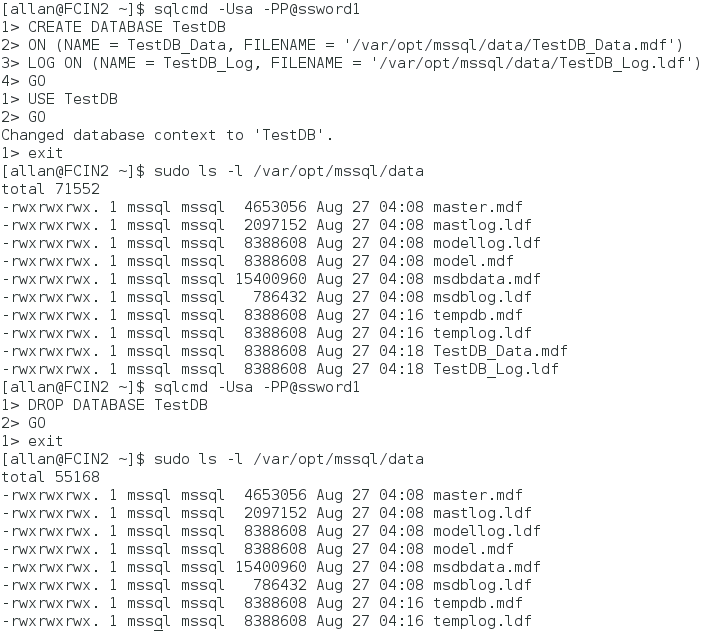 [allan@FCIN2 ~]$ sqlcmd -Usa -PP@ssword1
1> CREATE DATABASE TestDB
2> ON (NAME = TestDB_Data, FILENAME = '/var/opt/mssql/data/TestDB_Data.mdf')
3> LOG ON (NAME = TestDB_Log, FILENAME = '/var/opt/mssql/data/TestDB_Log.ldf')
4> GO
1> USE TestDB
2> GO
Changed database context to 'TestDB'.
1> exit
[allan@FCIN2 ~]$ sudo ls -l /var/opt/mssql/data
total 71552
-rwxrwxrwx. 1 mssql mssql  4653056 Aug 27 04:08 master.mdf
-rwxrwxrwx. 1 mssql mssql  2097152 Aug 27 04:08 mastlog.ldf
-rwxrwxrwx. 1 mssql mssql  8388608 Aug 27 04:08 modellog.ldf
-rwxrwxrwx. 1 mssql mssql  8388608 Aug 27 04:08 model.mdf
-rwxrwxrwx. 1 mssql mssql 15400960 Aug 27 04:08 msdbdata.mdf
-rwxrwxrwx. 1 mssql mssql   786432 Aug 27 04:08 msdblog.ldf
-rwxrwxrwx. 1 mssql mssql  8388608 Aug 27 04:16 tempdb.mdf
-rwxrwxrwx. 1 mssql mssql  8388608 Aug 27 04:16 templog.ldf
-rwxrwxrwx. 1 mssql mssql  8388608 Aug 27 04:18 TestDB_Data.mdf
-rwxrwxrwx. 1 mssql mssql  8388608 Aug 27 04:18 TestDB_Log.ldf
[allan@FCIN2 ~]$ sqlcmd -Usa -PP@ssword1
1> DROP DATABASE TestDB
2> GO
1> exit
[allan@FCIN2 ~]$ sudo ls -l /var/opt/mssql/data
total 55168
-rwxrwxrwx. 1 mssql mssql  4653056 Aug 27 04:08 master.mdf
-rwxrwxrwx. 1 mssql mssql  2097152 Aug 27 04:08 mastlog.ldf
-rwxrwxrwx. 1 mssql mssql  8388608 Aug 27 04:08 modellog.ldf
-rwxrwxrwx. 1 mssql mssql  8388608 Aug 27 04:08 model.mdf
-rwxrwxrwx. 1 mssql mssql 15400960 Aug 27 04:08 msdbdata.mdf
-rwxrwxrwx. 1 mssql mssql   786432 Aug 27 04:08 msdblog.ldf
-rwxrwxrwx. 1 mssql mssql  8388608 Aug 27 04:16 tempdb.mdf
-rwxrwxrwx. 1 mssql mssql  8388608 Aug 27 04:16 templog.ldf